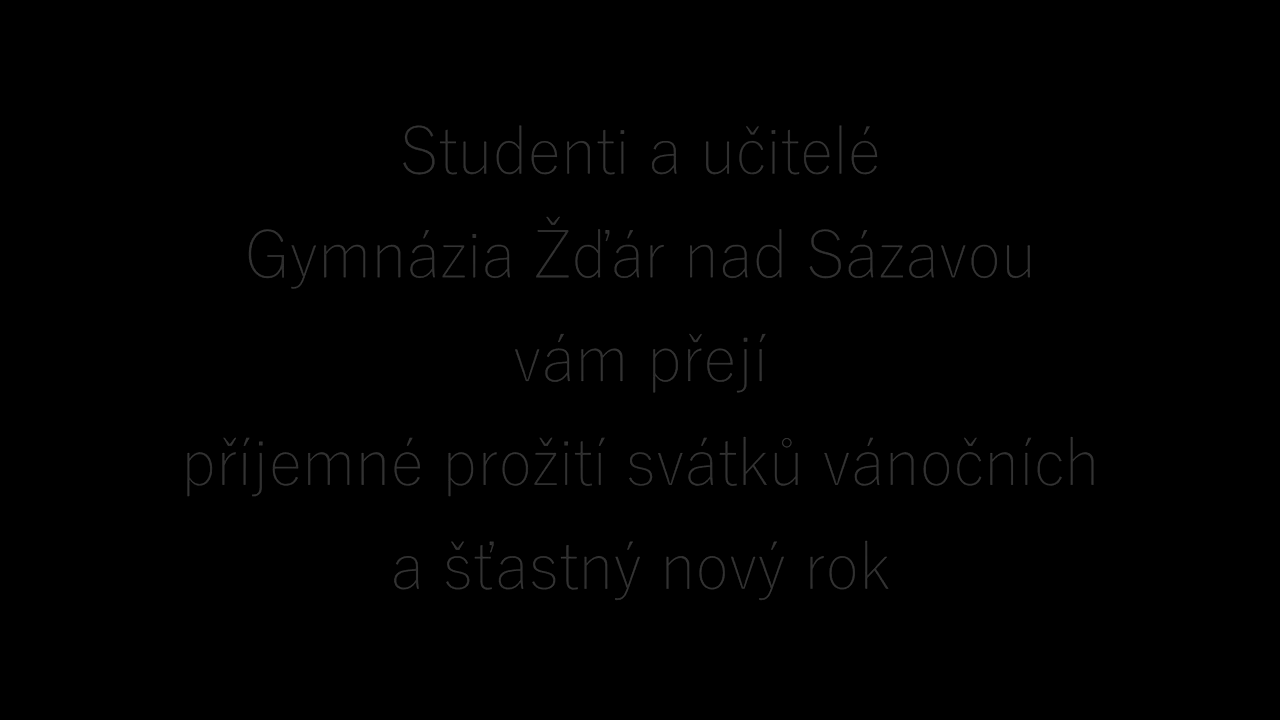 Studenti a učitelé
Gymnázia Žďár nad Sázavou
vám přejí
příjemné prožití svátků vánočních
a šťastný nový rok